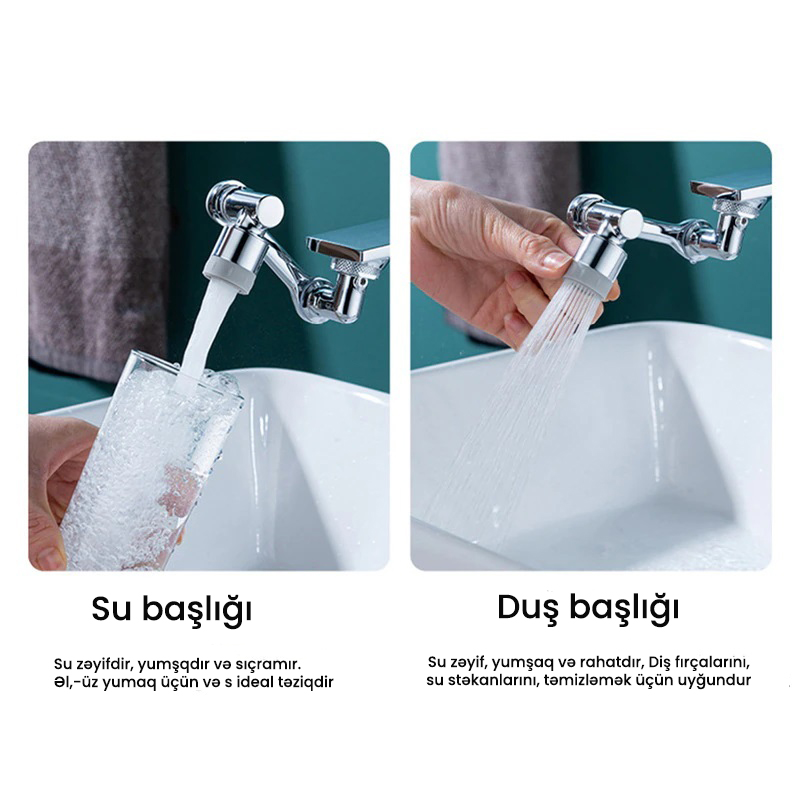 Su başlığı
Su zəyifdir, yumşqdır və sıçramır.
Əl,-üz yumaq üçün və s ideal təziqdir
Duş başlığı
Su zəyif, yumşaq və rahatdır, Diş fırçalarını,
su stəkanlarını, təmizləmək üçün uyğundur